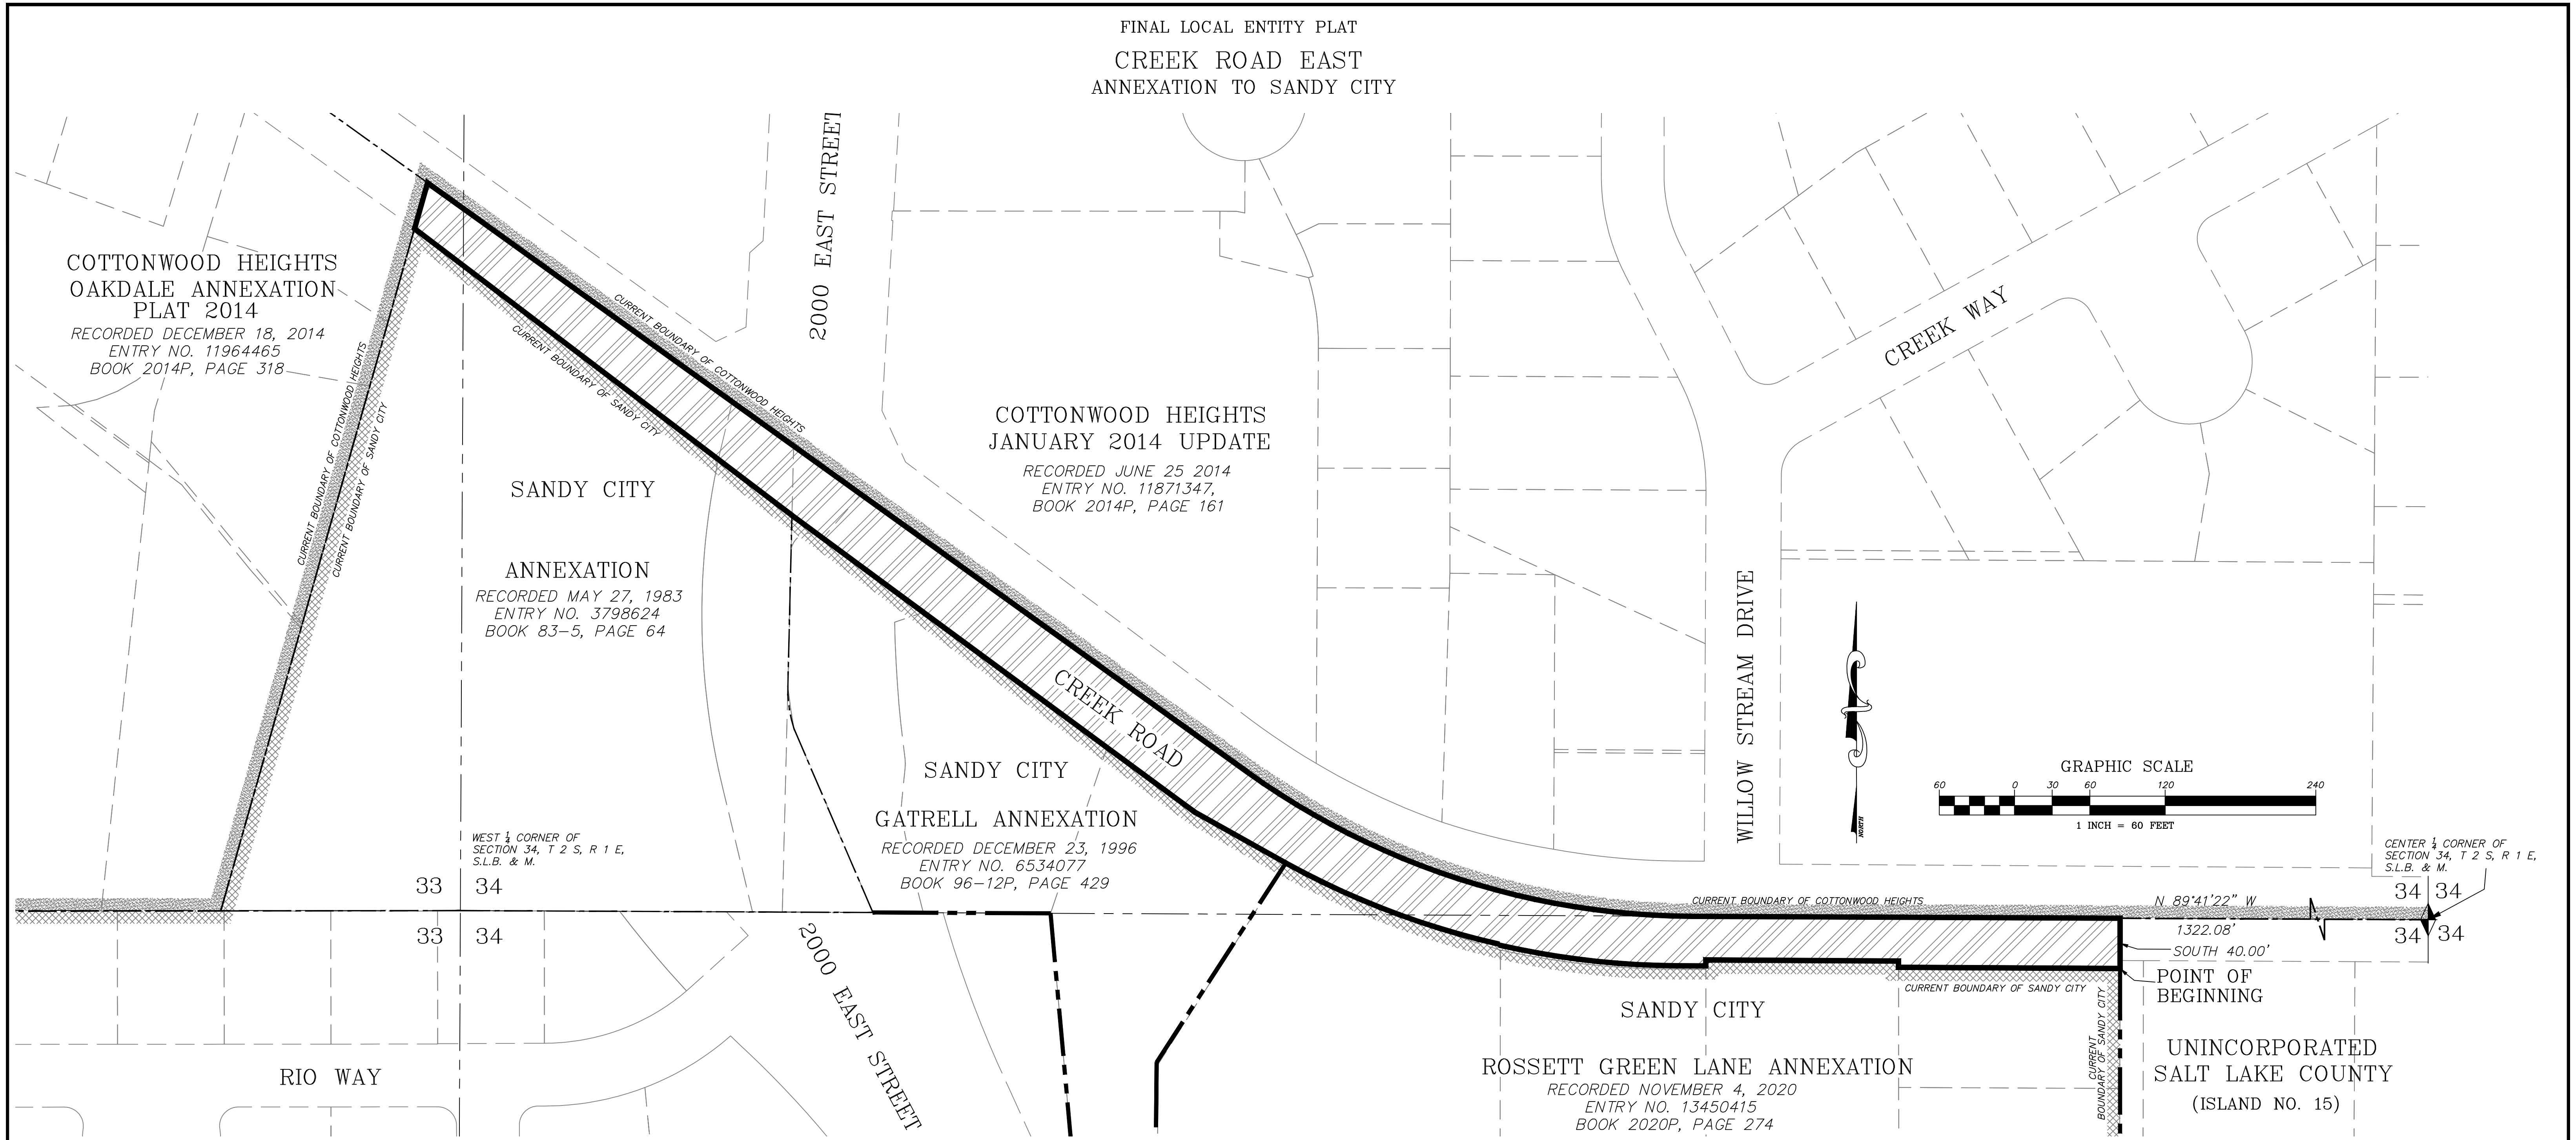 FINAL LOCAL ENTITY PLAT
CREEK ROAD EAST
ANNEXATION TO SANDY CITY
2000 EAST STREET
COTTONWOOD HEIGHTS
OAKDALE ANNEXATION
PLAT 2014
RECORDED DECEMBER 18, 2014
ENTRY NO. 11964465
BOOK 2014P, PAGE 318
CURRENT BOUNDARY OF COTTONWOOD HEIGHTS
CURRENT BOUNDARY OF SANDY CITY
CURRENT BOUNDARY OF COTTONWOOD HEIGHTS
CURRENT BOUNDARY OF SANDY CITY
CREEK WAY
COTTONWOOD HEIGHTS
JANUARY 2014 UPDATE
RECORDED JUNE 25 2014
ENTRY NO. 11871347,
BOOK 2014P, PAGE 161
SANDY CITY
ANNEXATION
RECORDED MAY 27, 1983
ENTRY NO. 3798624
BOOK 83-5, PAGE 64
WILLOW STREAM DRIVE
CREEK ROAD
NORTH
GRAPHIC SCALE
60 0 30 60 120 240
1 INCH = 60 FEET
SANDY CITY
GATRELL ANNEXATION
RECORDED DECEMBER 23, 1996
ENTRY NO. 6534077
BOOK 96-12P, PAGE 429
WEST 1/4 CORNER OF
SECTION 34, T 2 S, R 1 E,
S.L.B. & M.
33 34
33 34
CENTER 1/4 CORNER OF
SECTION 34, T 2 S, R 1 E,
S.L.B. & M.
34 34
34 34
CURRENT BOUNDARY OF COTTONWOOD HEIGHTS
N 89°41'22" W
1322.08'
SOUTH 40.00'
POINT OF
BEGINNING
CURRENT BOUNDARY OF SANDY CITY
2000 EAST STREET
SANDY CITY
ROSSETT GREEN LANE ANNEXATION
RECORDED NOVEMBER 4, 2020
ENTRY NO. 13450415
BOOK 2020P, PAGE 274
CURRENT
BOUNDARY OF SANDY CITY
UNINCORPORATED
SALT LAKE COUNTY
(ISLAND NO. 15)
RIO WAY